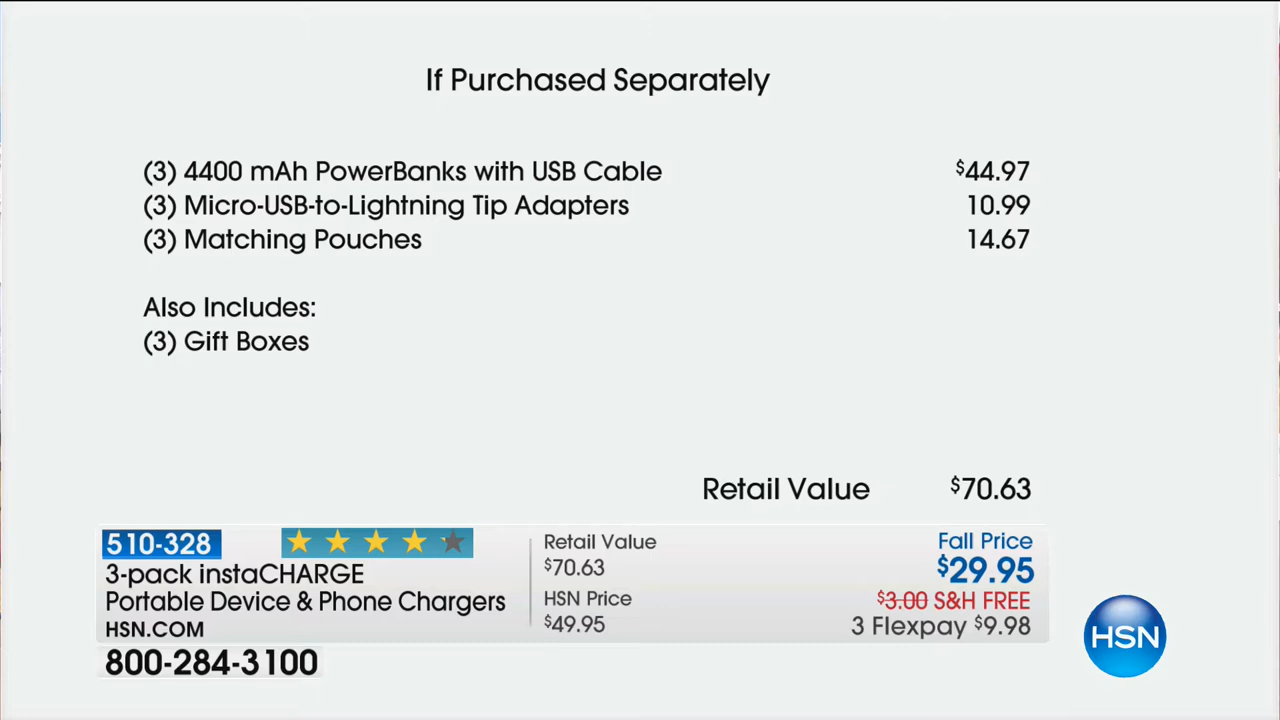 If Purchased Separately
(3) 4400 mAh PowerBanks with USB Cable $44.97
(3) Micro-USB-to-Lightning Tip Adapters 10.99
(3) Matching Pouches 14.67
Also Includes:
(3) Gift Boxes
Retail Value $70.63
510-328
3-pack instaCHARGE
Portable Device & Phone Chargers
HSN.COM
800-284-3100
Retail Value
$70.63
HSN Price
$49.95
Fall Price
$29.95
$3.00 S&H FREE
3 Flexpay $9.98
HSN